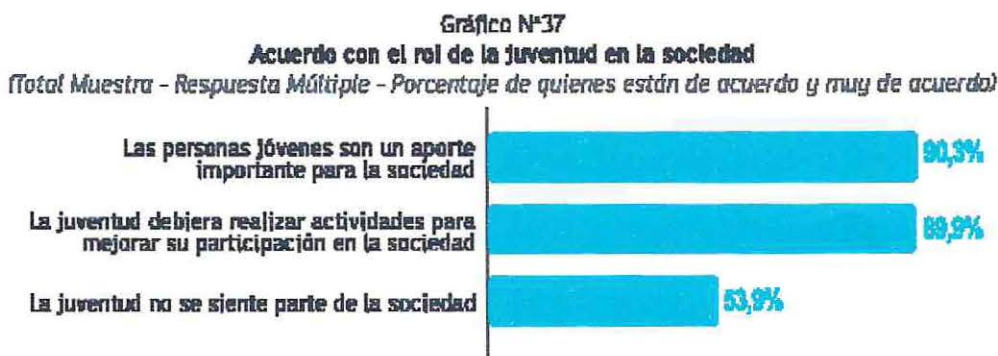 Gráfico N°37
Acuerdo con el rol de la juventud en la sociedad
(Total Muestra - Respuesta Múltiple - Porcentaje de quienes están de acuerdo y muy de acuerdo)
Las personas jóvenes son un aporte
importante para la sociedad
90,3%
La juventud debiera realizar actividades para
mejorar su participación en la sociedad
89,9%
La juventud no se siente parte de la sociedad
53,9%